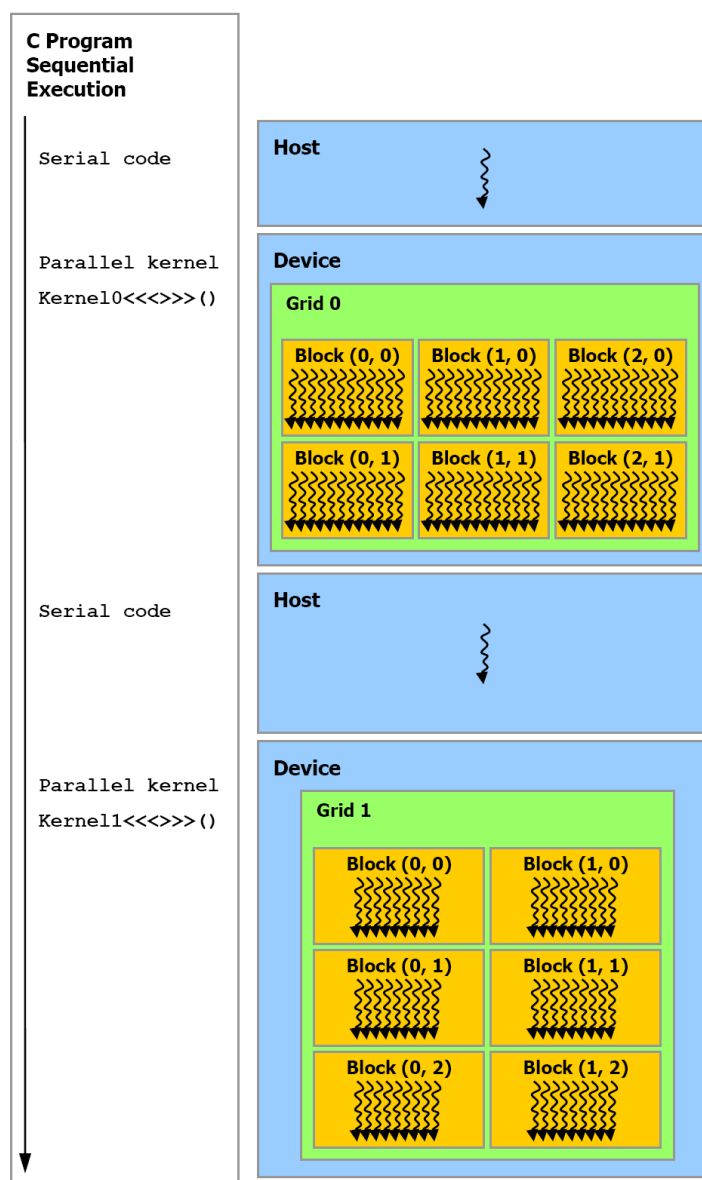 C Program
Sequential
Execution
Serial code
Host
Parallel kernel
Kernel0<<<>>>()
Device
Grid 0
Block (0, 0) Block (1, 0) Block (2, 0)
Block (0, 1) Block (1, 1) Block (2, 1)
Serial code
Host
Parallel kernel
Kernel1<<<>>>()
Device
Grid 1
Block (0, 0) Block (1, 0)
Block (0, 1) Block (1, 1)
Block (0, 2) Block (1, 2)